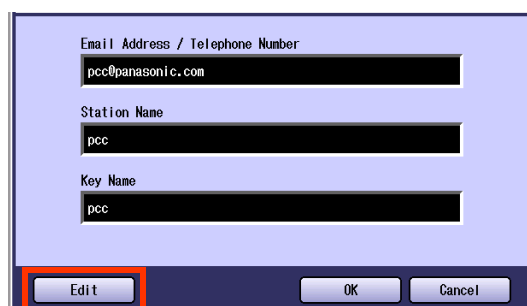 Email Address / Telephone Number
pcc@panasonic.com
Station Name
pcc
Key Name
pcc
Edit OK Cancel